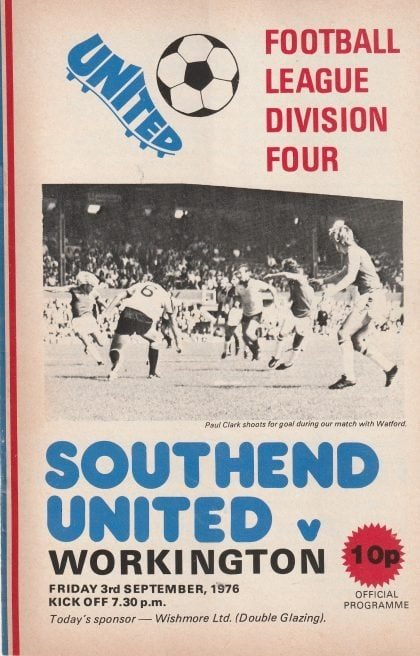 UNITED
FOOTBALL
LEAGUE
DIVISION
FOUR
6
Paul Clark shoots for goal during our match with Watford.
SOUTHEND
UNITED v
WORKINGTON
10p
FRIDAY 3rd SEPTEMBER, 1976
KICK OFF 7.30 p.m.
OFFICIAL
PROGRAMME
Today's sponsor — Wishmore Ltd. (Double Glazing).